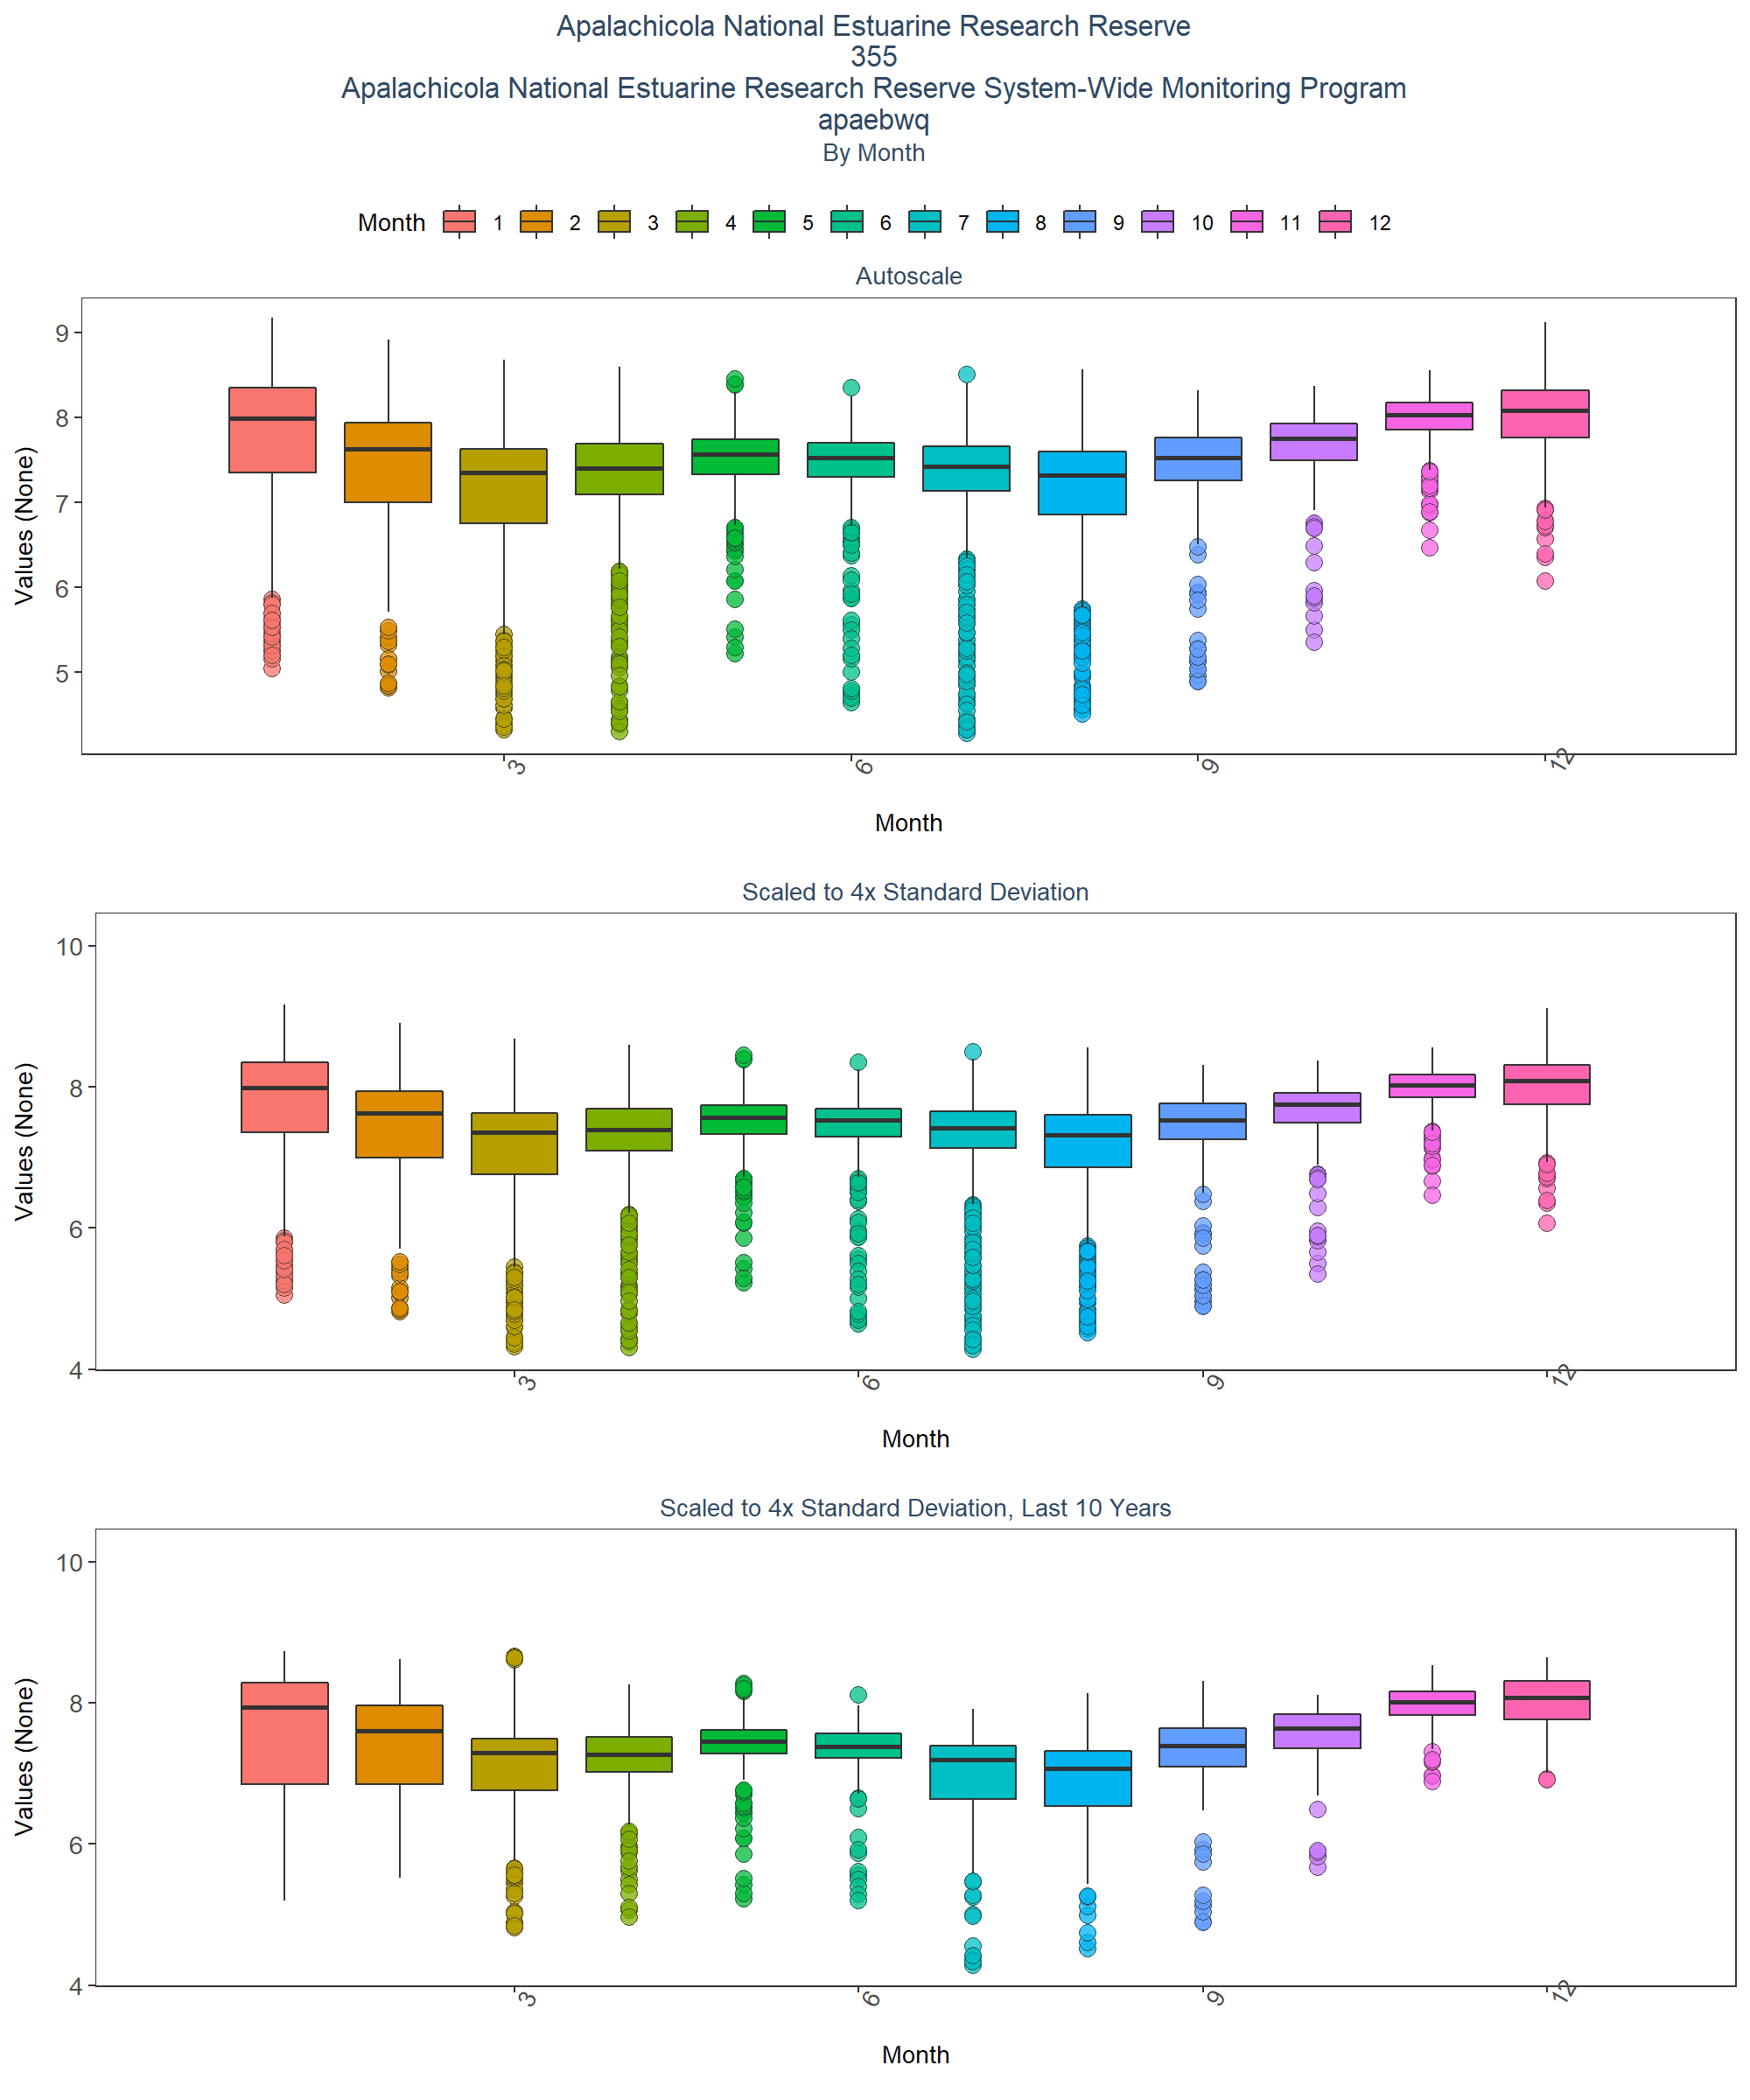 Apalachicola National Estuarine Research Reserve
355
Apalachicola National Estuarine Research Reserve System-Wide Monitoring Program
apaebwq
By Month
Month 1 2 3 4 5 6 7 8 9 10 11 12
Autoscale
Values (None)
9
8
7
6
5
3 6 9 12
Month
Scaled to 4x Standard Deviation
Values (None)
10
8
6
4
3 6 9 12
Month
Scaled to 4x Standard Deviation, Last 10 Years
Values (None)
10
8
6
4
3 6 9 12
Month